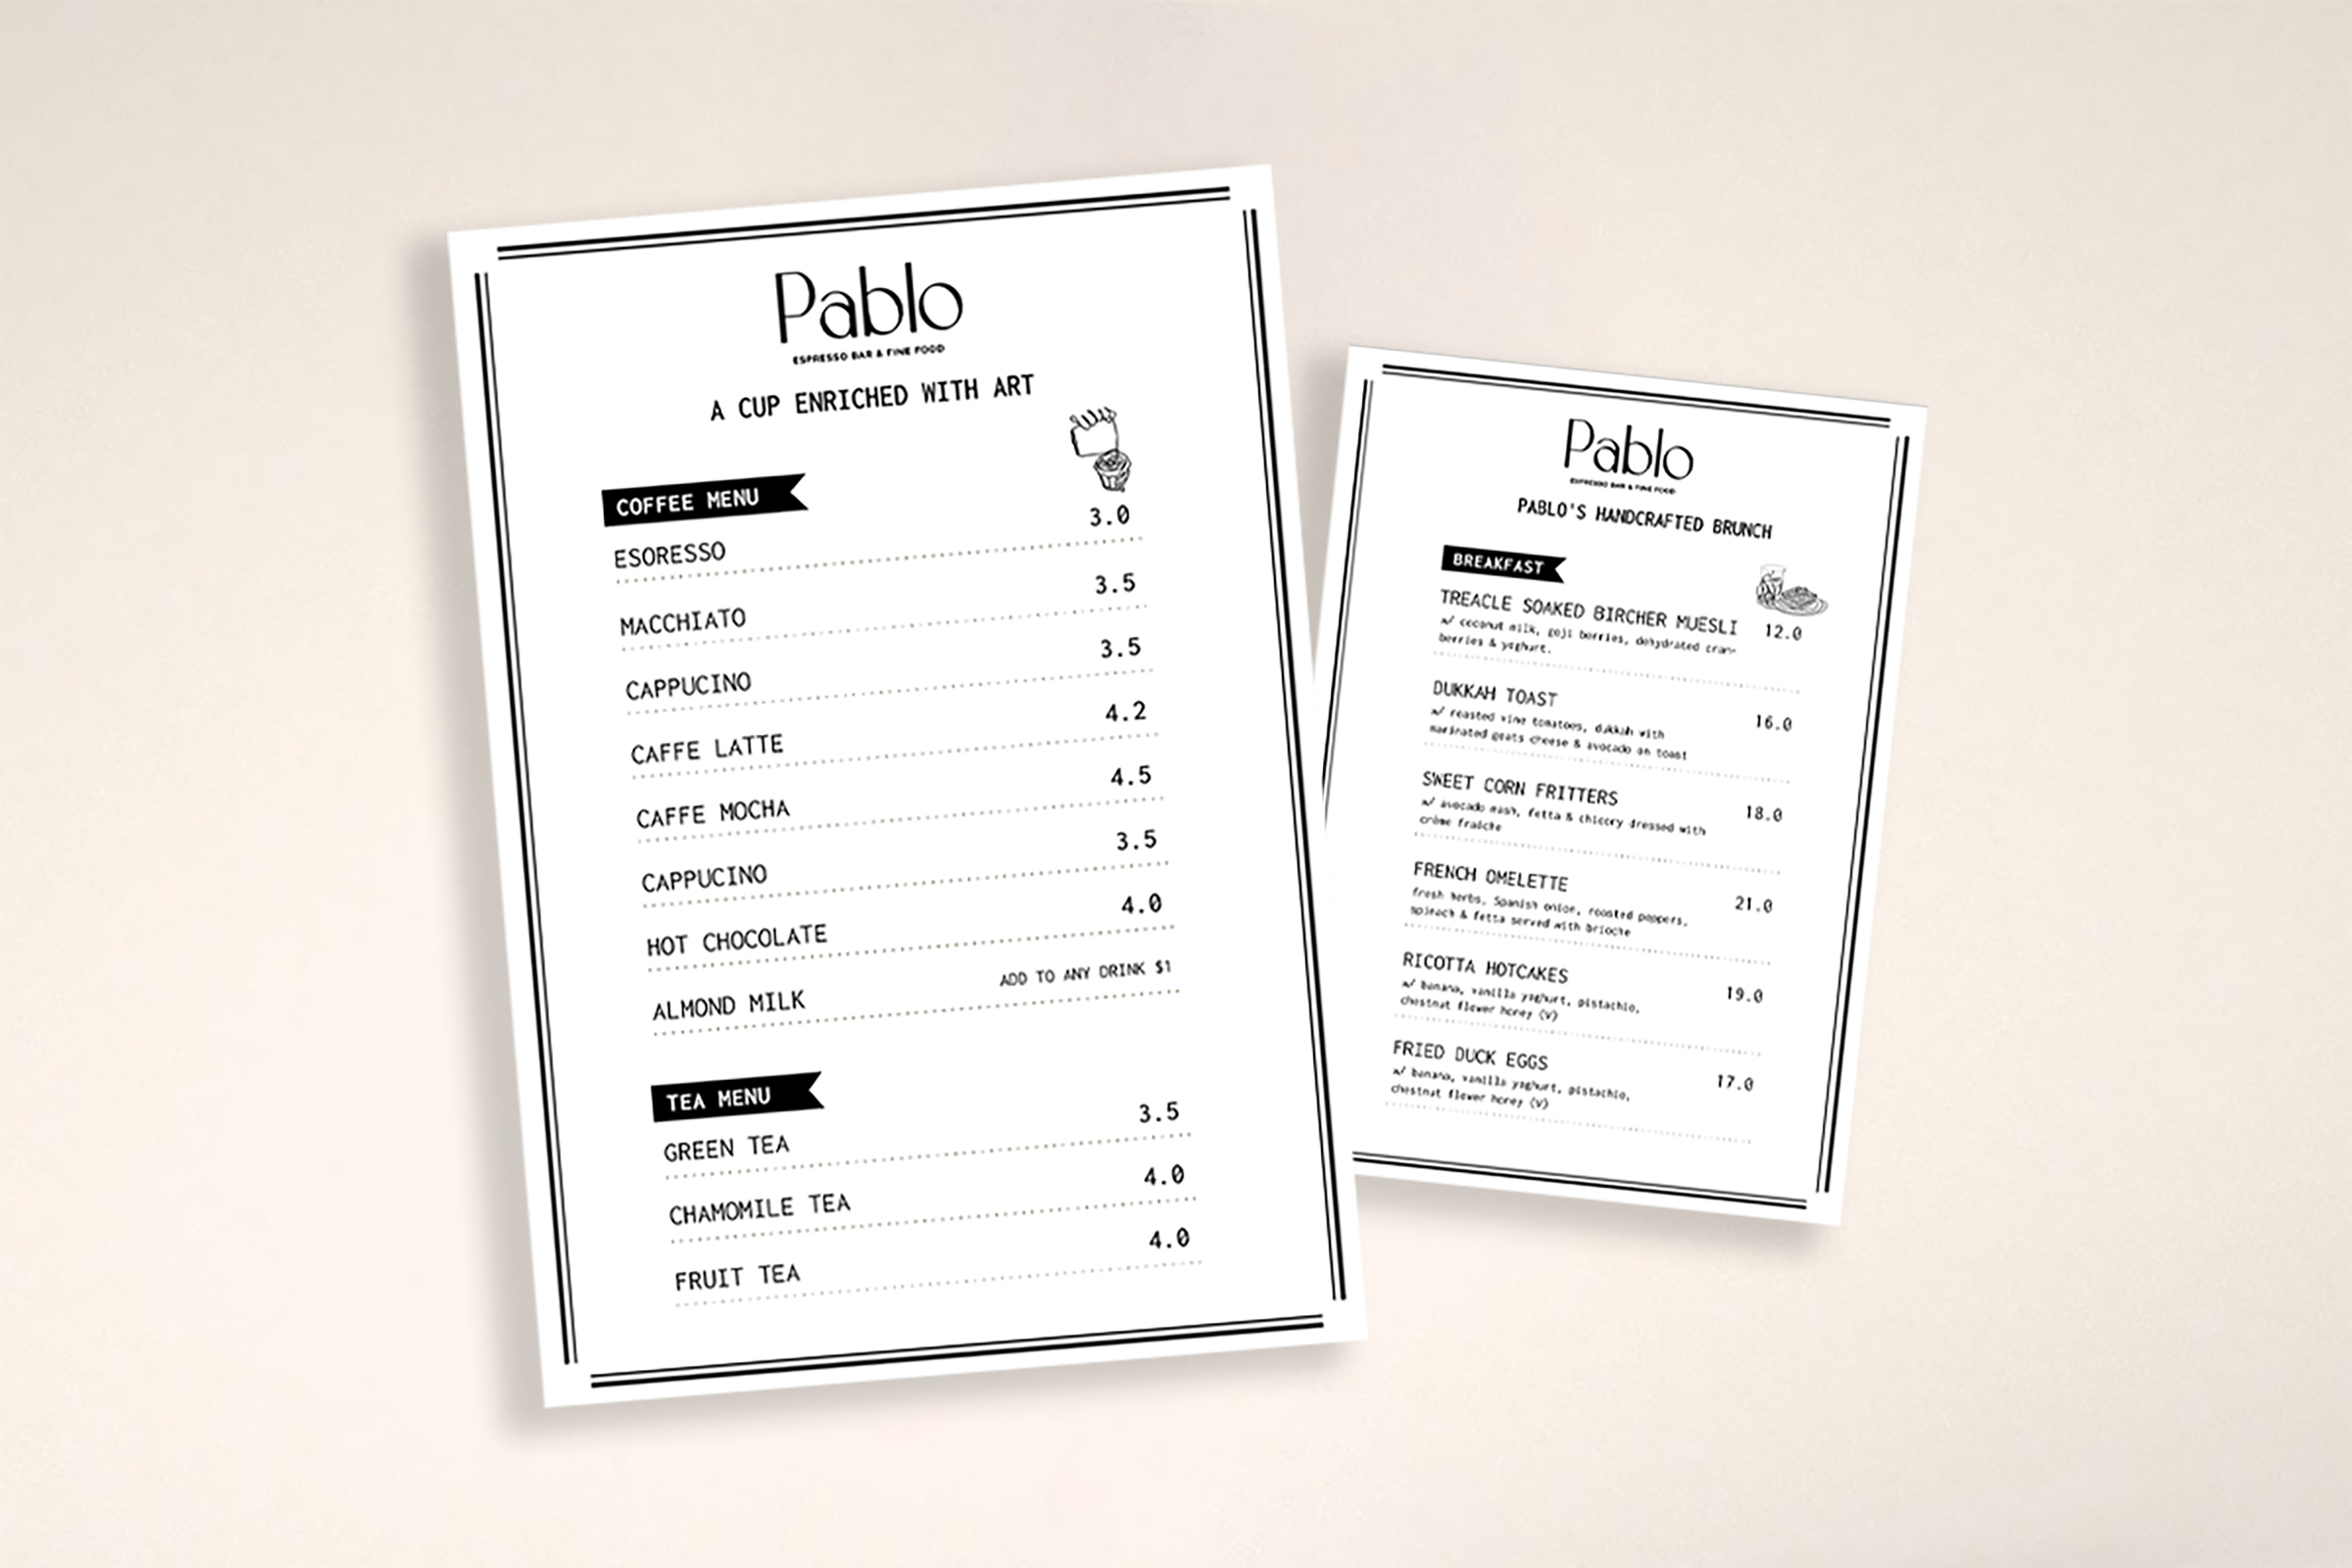 Pablo
ESPRESSO BAR & FINE FOOD
A CUP ENRICHED WITH ART
COFFEE MENU
ESORESSO 3.0
MACCHIATO 3.5
CAPPUCINO 3.5
CAFFE LATTE 4.2
CAFFE MOCHA 4.5
CAPPUCINO 3.5
HOT CHOCOLATE 4.0
ALMOND MILK ADD TO ANY DRINK $1
TEA MENU
GREEN TEA 3.5
CHAMOMILE TEA 4.0
FRUIT TEA 4.0
Pablo
ESPRESSO BAR & FINE FOOD
PABLO'S HANDCRAFTED BRUNCH
BREAKFAST
TREACLE SOAKED BIRCHER MUESLI 12.0
w/ coconut milk, goji berries, dehydrated cran-
berries & yoghurt.
DUKKAH TOAST 16.0
w/ roasted vine tomatoes, dukkah with
marinated goats cheese & avocado on toast
SWEET CORN FRITTERS 18.0
w/ avocado mash, fetta & chicory dressed with
crème fraîche
FRENCH OMELETTE 21.0
fresh herbs, Spanish onion, roasted peppers,
spinach & fetta served with brioche
RICOTTA HOTCAKES 19.0
w/ banana, vanilla yoghurt, pistachio,
chestnut flower honey (V)
FRIED DUCK EGGS 17.0
w/ banana, vanilla yoghurt, pistachio,
chestnut flower honey (V)